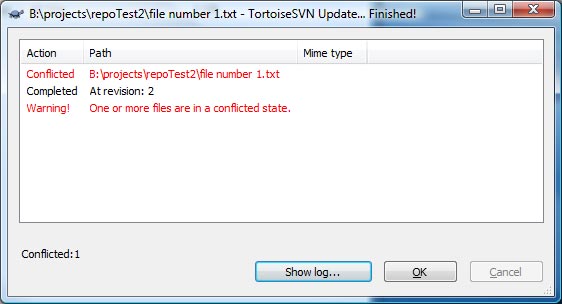 B:\projects\repoTest2\file number 1.txt - TortoiseSVN Update... Finished!
Action Path Mime type
Conflicted B:\projects\repoTest2\file number 1.txt
Completed At revision: 2
Warning! One or more files are in a conflicted state.
Conflicted:1
Show log... OK Cancel